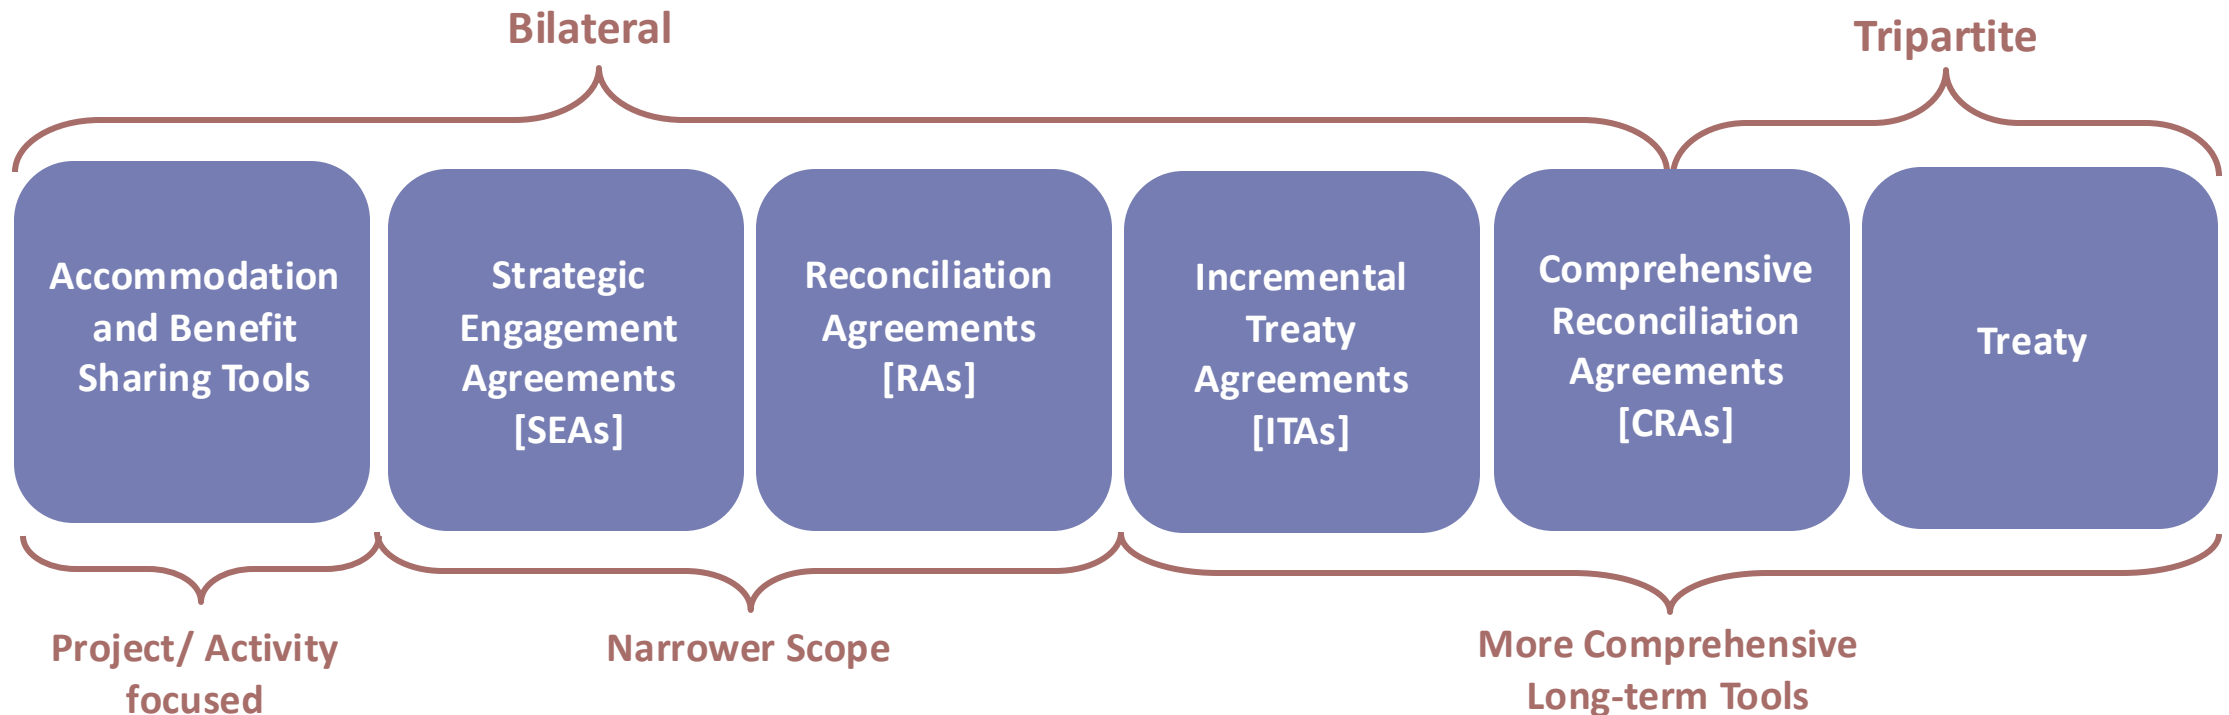 Bilateral
Tripartite
Accommodation
and Benefit
Sharing Tools
Strategic
Engagement
Agreements
[SEAs]
Reconciliation
Agreements
[RAs]
Incremental
Treaty
Agreements
[ITAs]
Comprehensive
Reconciliation
Agreements
[CRAs]
Treaty
Project/ Activity
focused
Narrower Scope
More Comprehensive
Long-term Tools